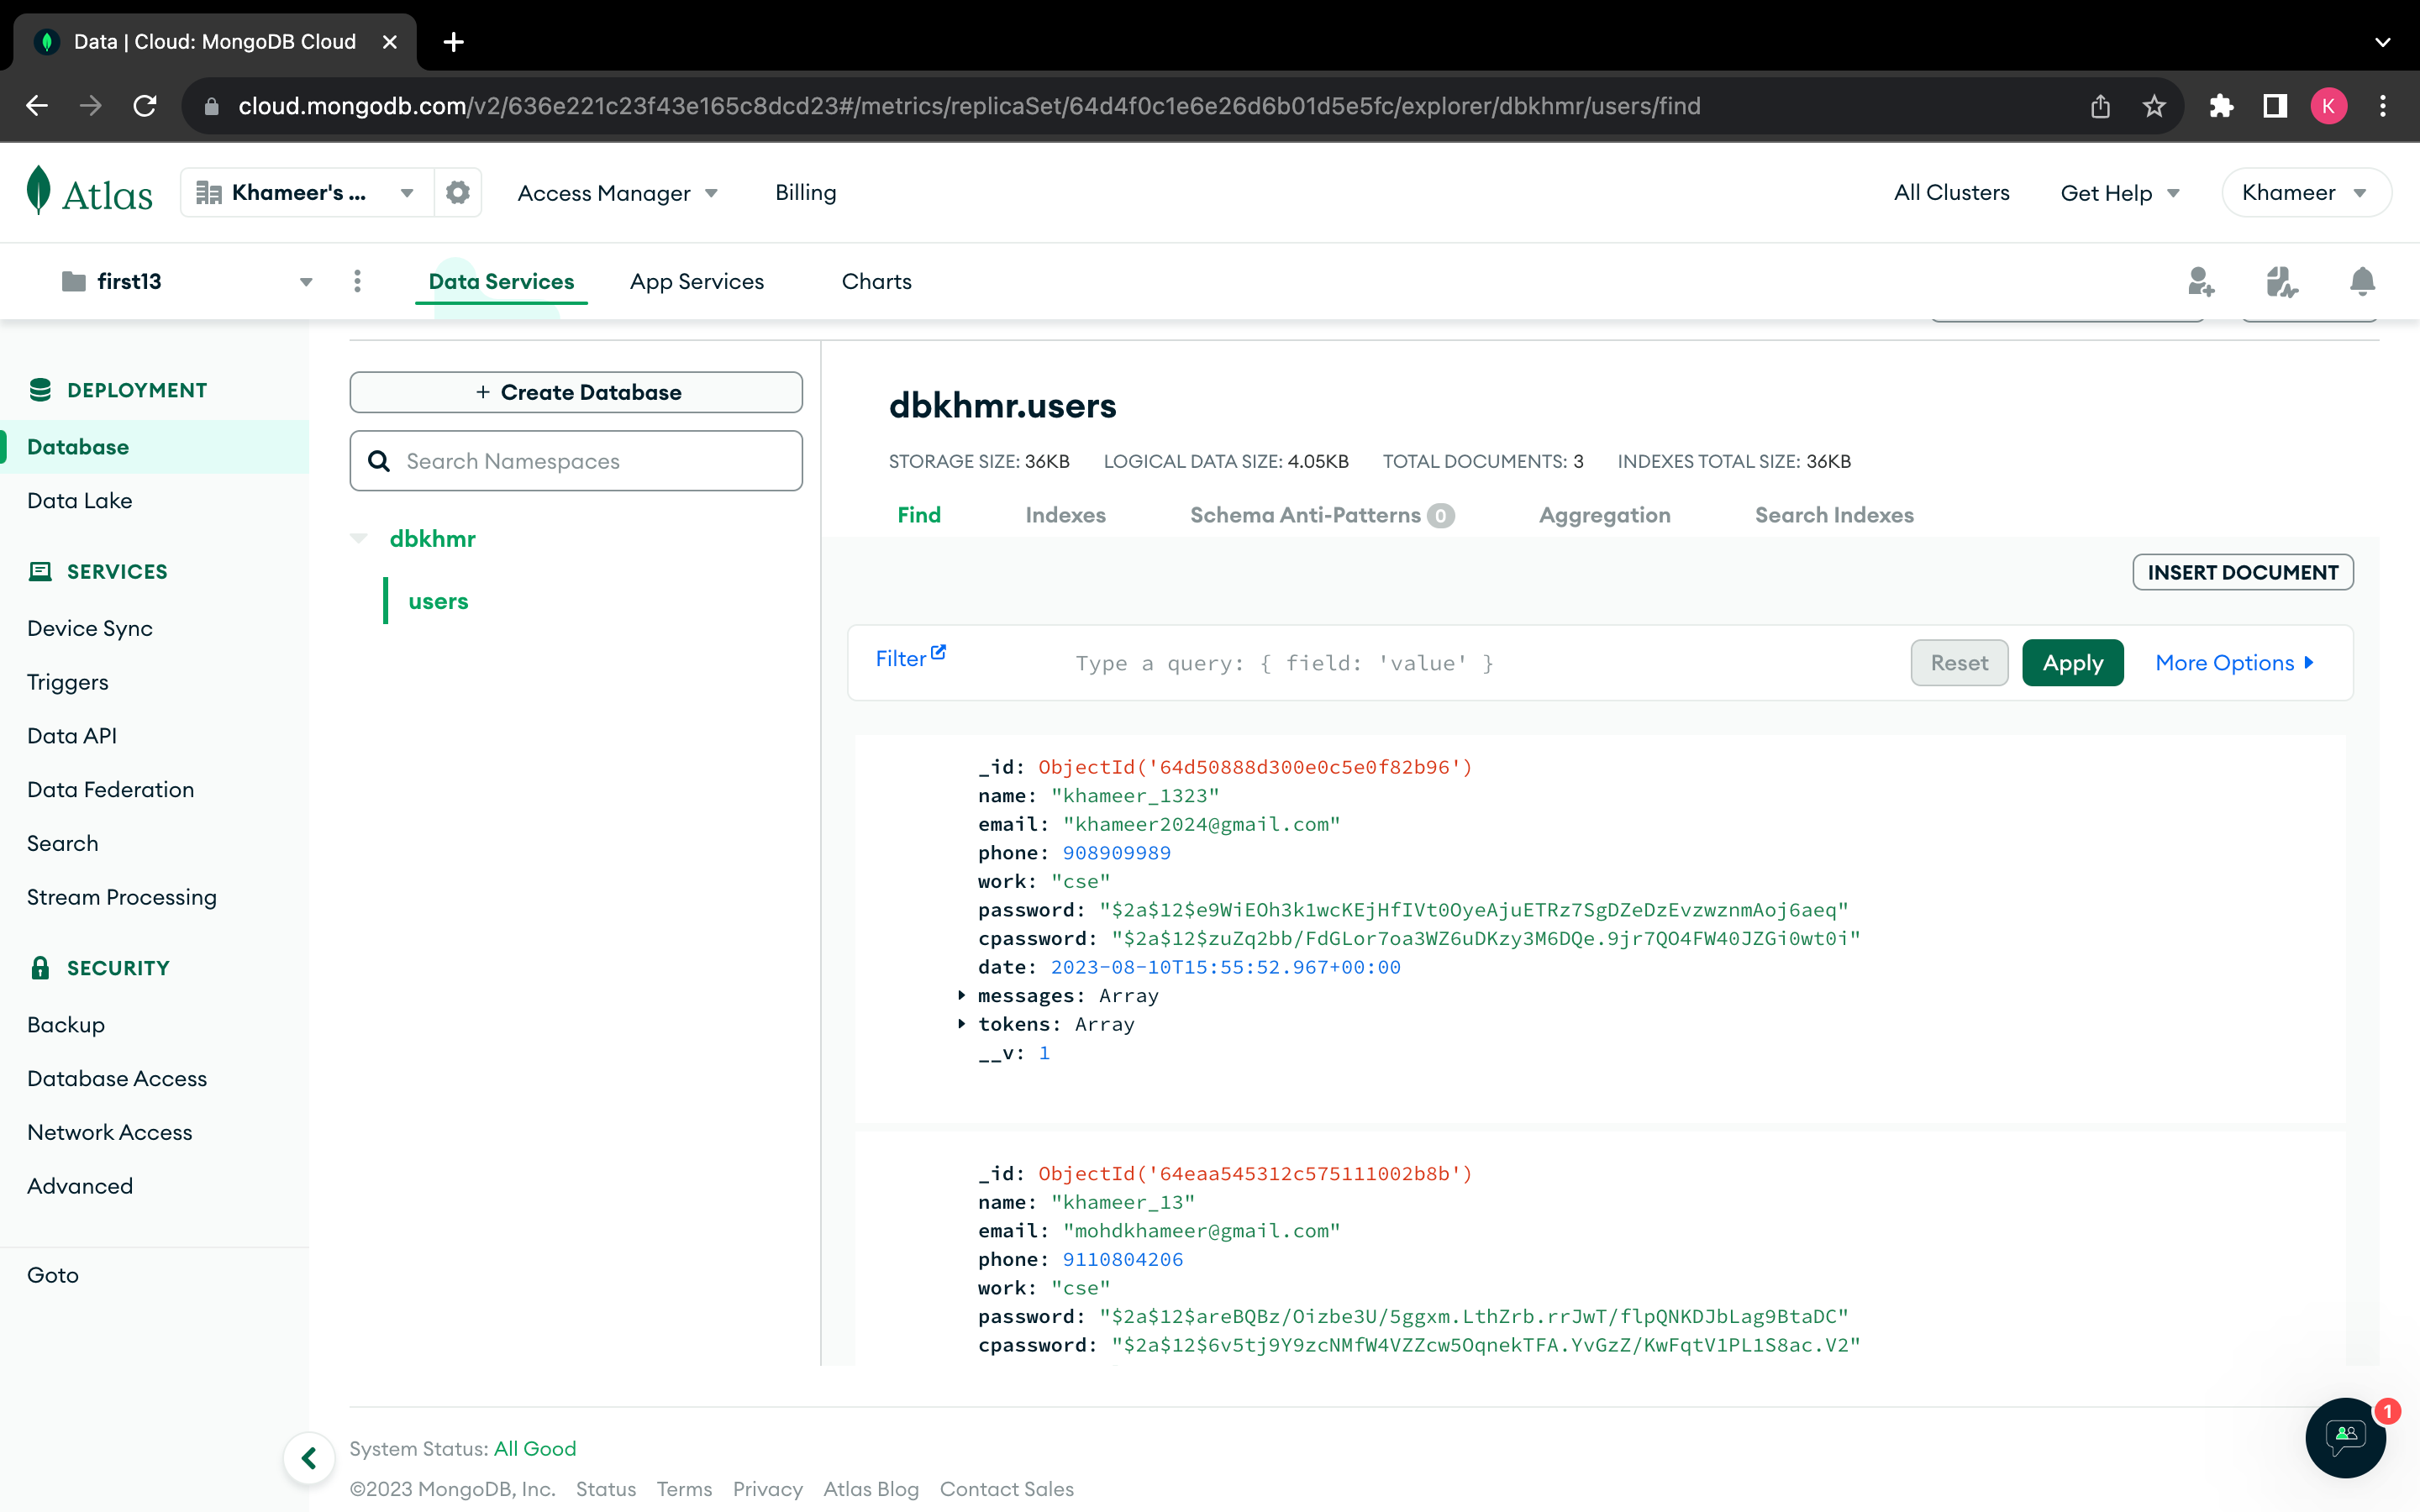 Data | Cloud: MongoDB Cloud
cloud.mongodb.com/v2/636e221c23f43e165c8dcd23#/metrics/replicaSet/64d4f0c1e6e26d6b01d5e5fc/explorer/dbkhmr/users/find
K
Atlas
Khameer's ...
Access Manager
Billing
All Clusters
Get Help
Khameer
first13
Data Services
App Services
Charts
DEPLOYMENT
Database
Data Lake
SERVICES
Device Sync
Triggers
Data API
Data Federation
Search
Stream Processing
SECURITY
Backup
Database Access
Network Access
Advanced
Goto
+ Create Database
Search Namespaces
dbkhmr
users
dbkhmr.users
STORAGE SIZE: 36KB LOGICAL DATA SIZE: 4.05KB TOTAL DOCUMENTS: 3 INDEXES TOTAL SIZE: 36KB
Find Indexes Schema Anti-Patterns 0 Aggregation Search Indexes
INSERT DOCUMENT
Filter Type a query: { field: 'value' } Reset Apply More Options
_id: ObjectId('64d50888d300e0c5e0f82b96')
name: "khameer_1323"
email: "khameer2024@gmail.com"
phone: 908909989
work: "cse"
password: "$2a$12$e9WiEOh3k1wcKEjHfIVt0OyeAjuETRz7SgDZeDzEvzwznmAoj6aeq"
cpassword: "$2a$12$zuZq2bb/FdGLor7oa3WZ6uDKzy3M6DQe.9jr7QO4FW40JZGi0wt0i"
date: 2023-08-10T15:55:52.967+00:00
messages: Array
tokens: Array
__v: 1
_id: ObjectId('64eaa545312c575111002b8b')
name: "khameer_13"
email: "mohdkhameer@gmail.com"
phone: 9110804206
work: "cse"
password: "$2a$12$areBQBz/Oizbe3U/5ggxm.LthZrb.rrJwT/flpQNKDJbLag9BtaDC"
cpassword: "$2a$12$6v5tj9Y9zcNMfW4VZZcw5OqnekTFA.YvGzZ/KwFqtV1PL1S8ac.V2"
1
System Status: All Good
©2023 MongoDB, Inc. Status Terms Privacy Atlas Blog Contact Sales